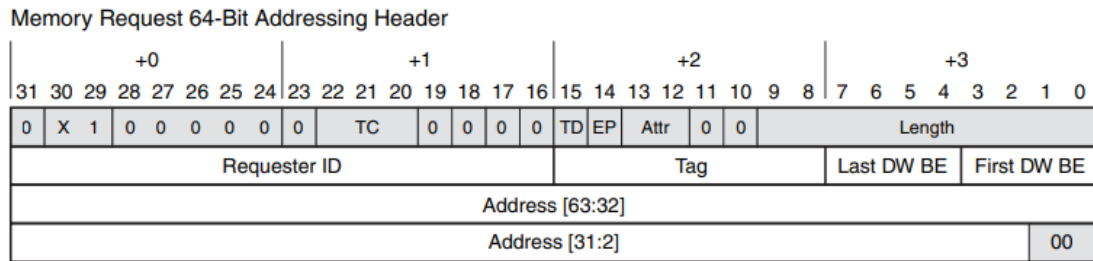 Memory Request 64-Bit Addressing Header
+0 +1 +2 +3
31 30 29 28 27 26 25 24 23 22 21 20 19 18 17 16 15 14 13 12 11 10 9 8 7 6 5 4 3 2 1 0
0 X 1 0 0 0 0 0 0 TC 0 0 0 0 TD EP Attr 0 0 Length
Requester ID Tag Last DW BE First DW BE
Address [63:32]
Address [31:2] 00